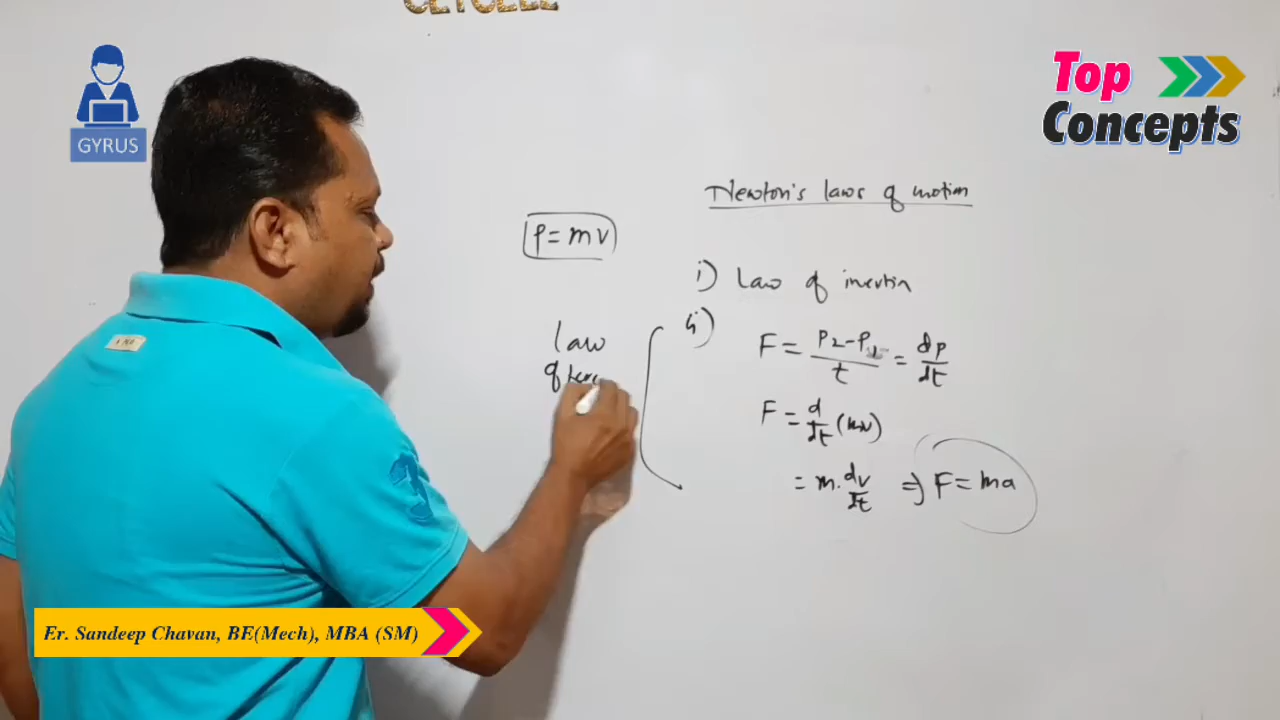 GYRUS
Top
Concepts
Newton's laws of motion
P = mv
i) Law of inertia
ii)
F = P2 - P1 / t = dp / dt
law
of
F = d / dt (mv)
= m. dv / dt ⇒ F = ma
Er. Sandeep Chavan, BE(Mech), MBA (SM)